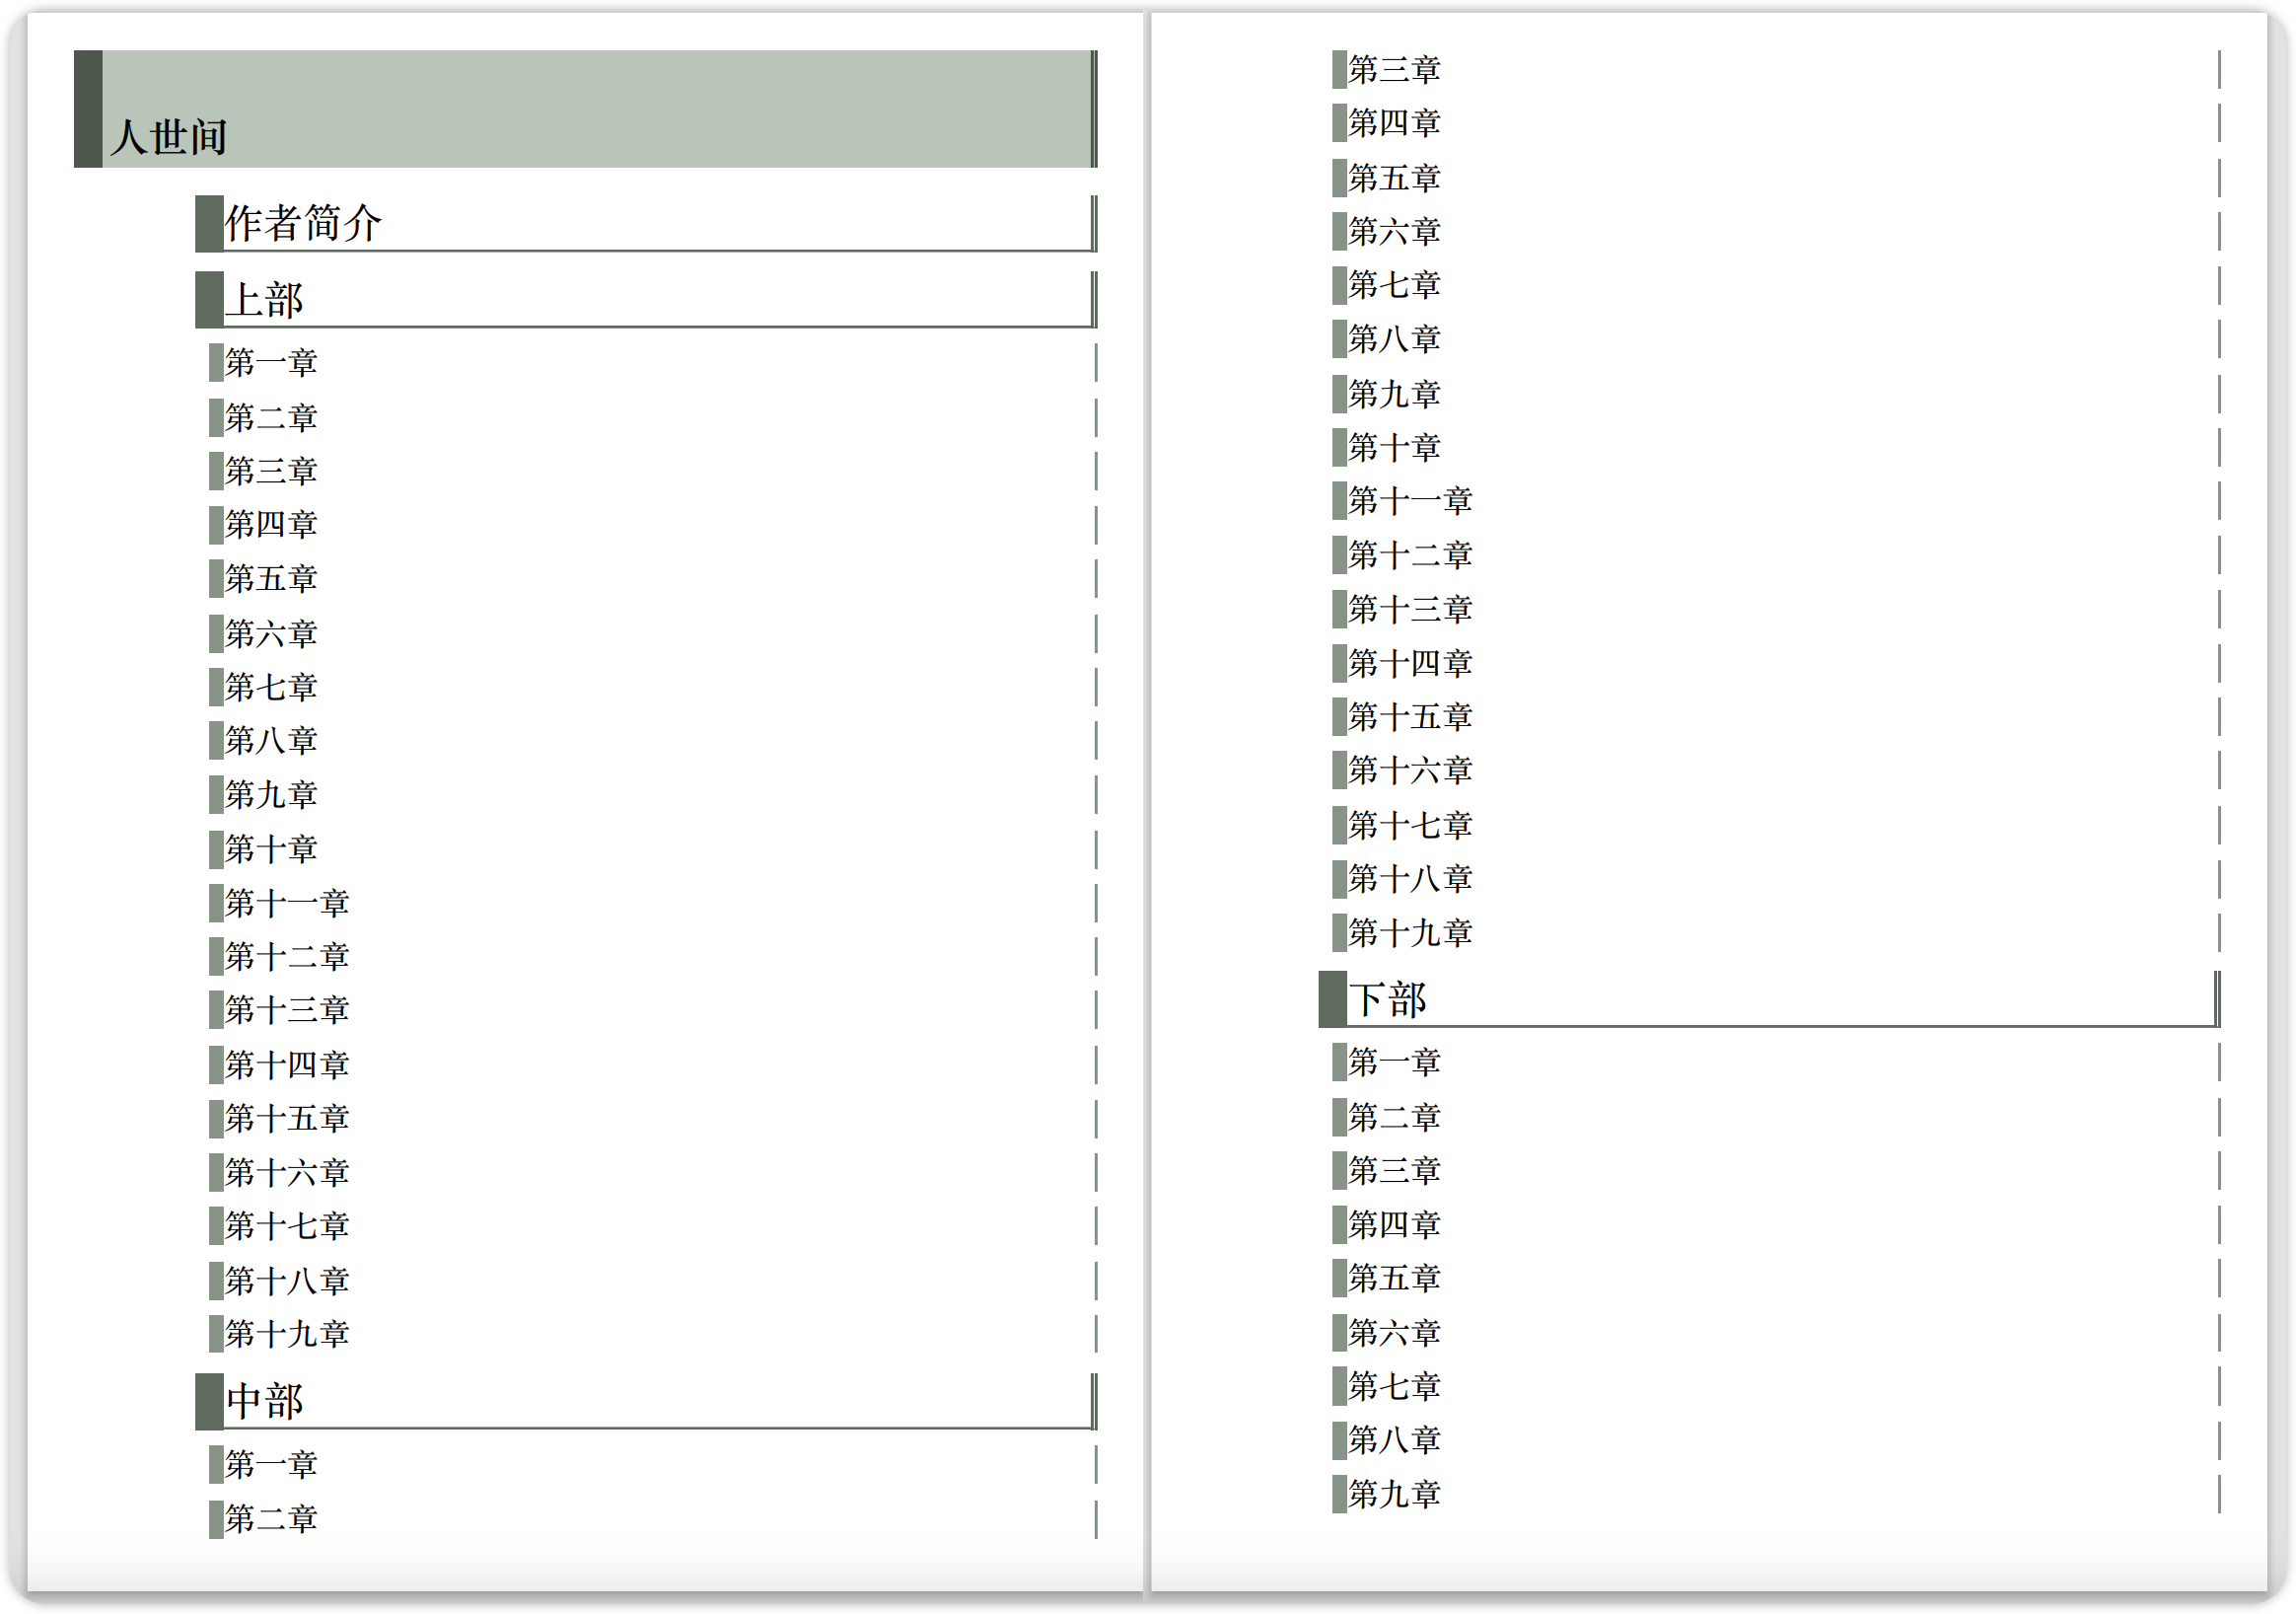 人世间
作者简介
上部
第一章
第二章
第三章
第四章
第五章
第六章
第七章
第八章
第九章
第十章
第十一章
第十二章
第十三章
第十四章
第十五章
第十六章
第十七章
第十八章
第十九章
中部
第一章
第二章
第三章
第四章
第五章
第六章
第七章
第八章
第九章
第十章
第十一章
第十二章
第十三章
第十四章
第十五章
第十六章
第十七章
第十八章
第十九章
下部
第一章
第二章
第三章
第四章
第五章
第六章
第七章
第八章
第九章